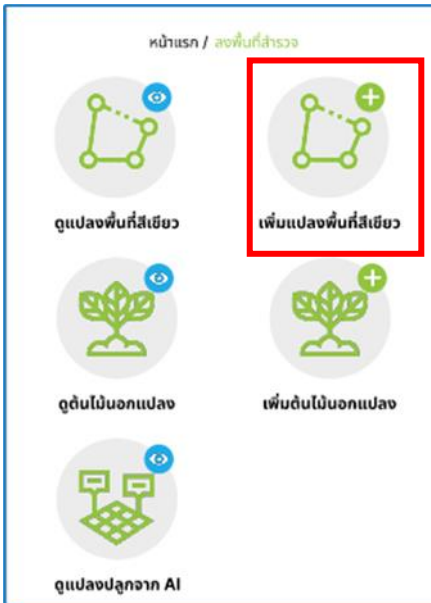 หน้าแรก / ลงพื้นที่สำรวจ
ดูแปลงพื้นที่สีเขียว
เพิ่มแปลงพื้นที่สีเขียว
ดูต้นไม้นอกแปลง
เพิ่มต้นไม้นอกแปลง
ดูแปลงปลูกจาก AI